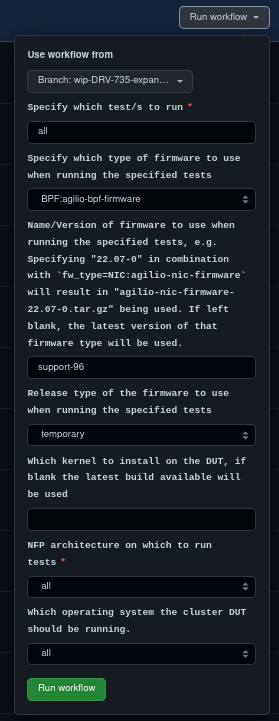 Run workflow
Use workflow from
Branch: wip-DRV-735-expan...
Specify which test/s to run *
all
Specify which type of firmware to use
when running the specified tests
BPF:agilio-bpf-firmware
Name/Version of firmware to use when
running the specified tests, e.g.
Specifying "22.07-0" in combination
with `fw_type=NIC:agilio-nic-firmware`
will result in "agilio-nic-firmware-
22.07-0.tar.gz" being used. If left
blank, the latest version of that
firmware type will be used.
support-96
Release type of the firmware to use
when running the specified tests
temporary
Which kernel to install on the DUT, if
blank the latest build available will
be used
NFP architecture on which to run
tests *
all
Which operating system the cluster DUT
should be running.
all
Run workflow